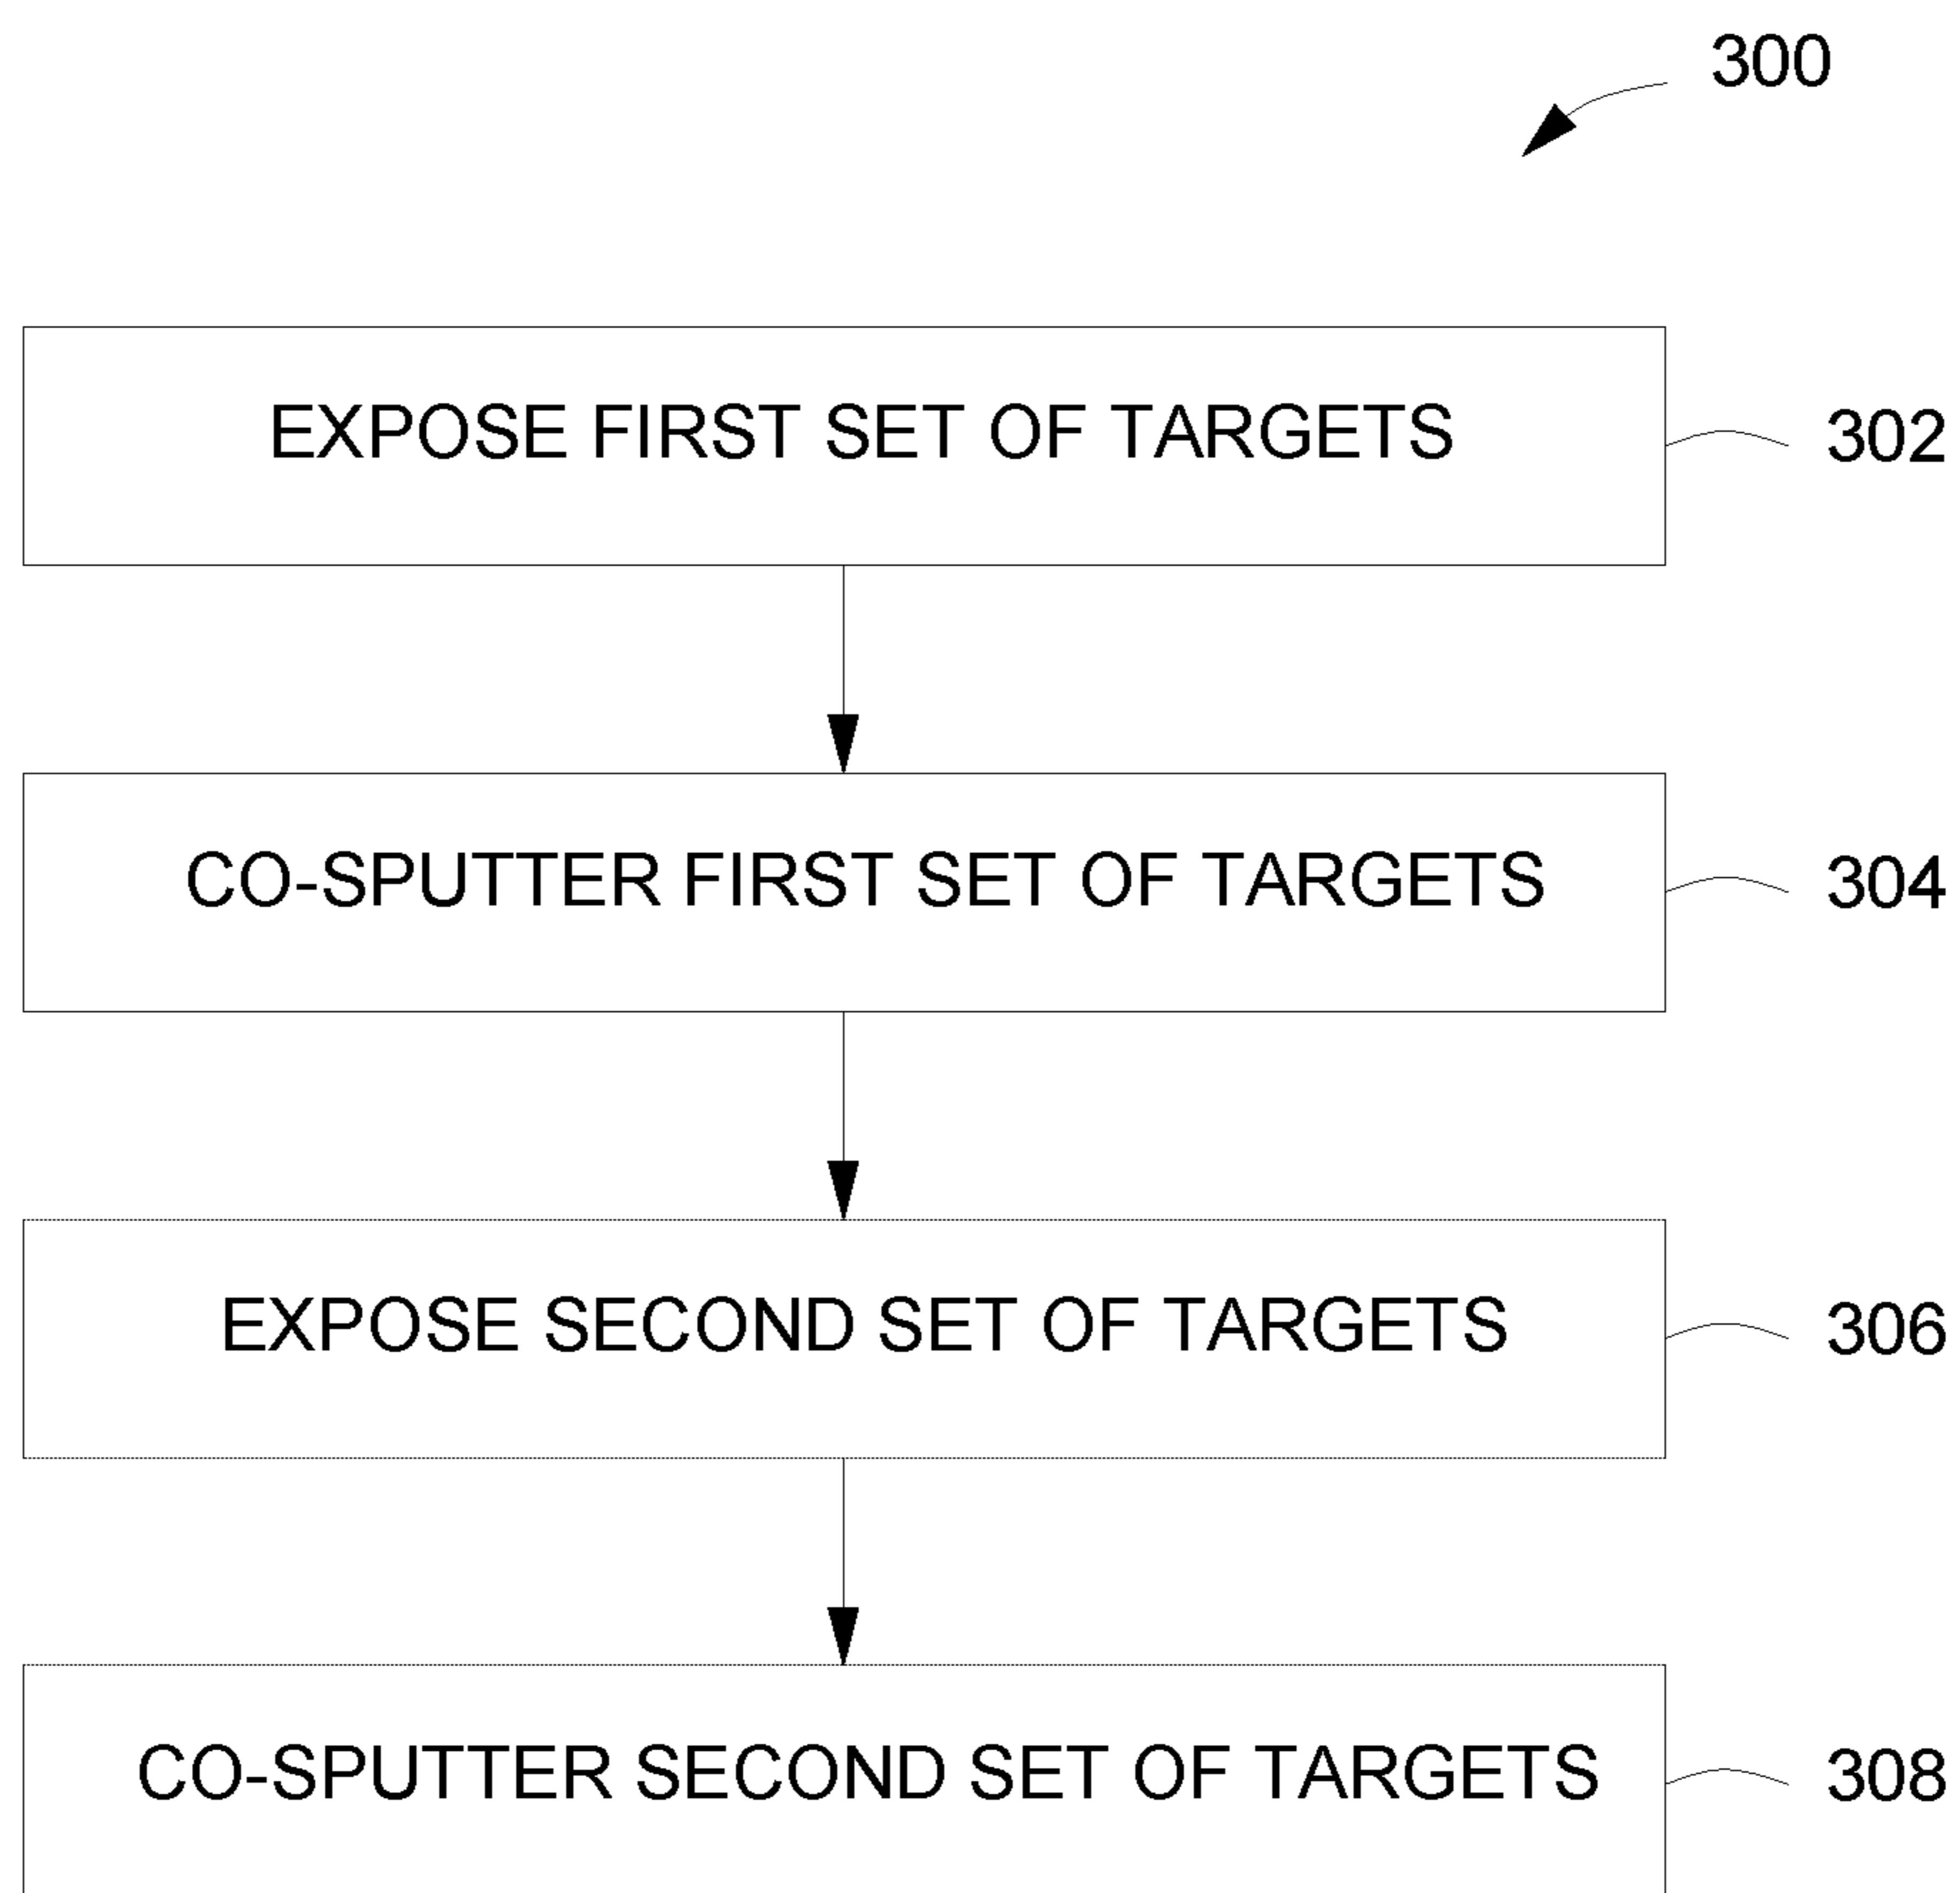 300
EXPOSE FIRST SET OF TARGETS
302
CO-SPUTTER FIRST SET OF TARGETS
304
EXPOSE SECOND SET OF TARGETS
306
CO-SPUTTER SECOND SET OF TARGETS
308